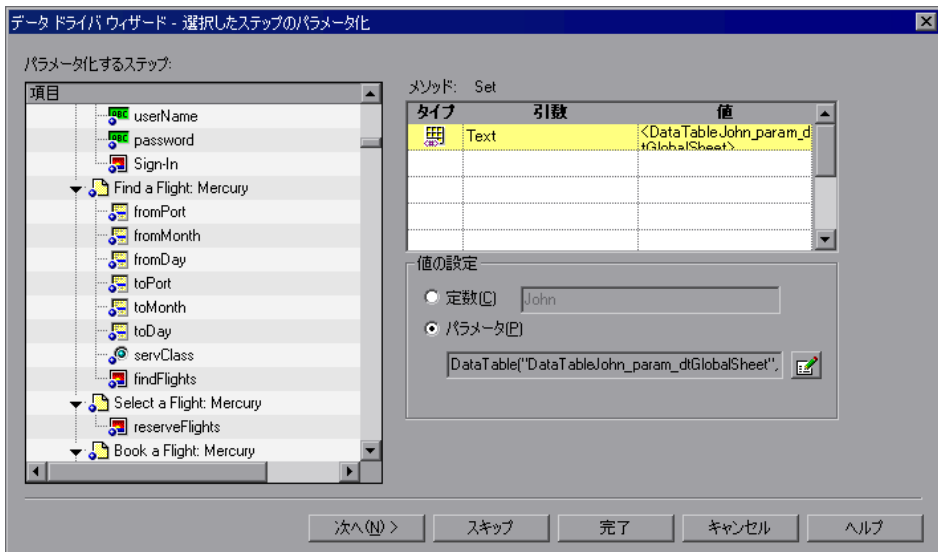 データ ドライバ ウィザード - 選択したステップのパラメータ化
パラメータ化するステップ:
項目
userName
password
Sign-In
Find a Flight: Mercury
fromPort
fromMonth
fromDay
toPort
toMonth
toDay
servClass
findFlights
Select a Flight: Mercury
reserveFlights
Book a Flight: Mercury
メソッド: Set
タイプ 引数 値
Text <DataTableJohn_param_d
tGlobalSheet>
値の設定
定数(C) John
パラメータ(P)
DataTable("DataTableJohn_param_dtGlobalSheet",
次へ(N) > スキップ 完了 キャンセル ヘルプ